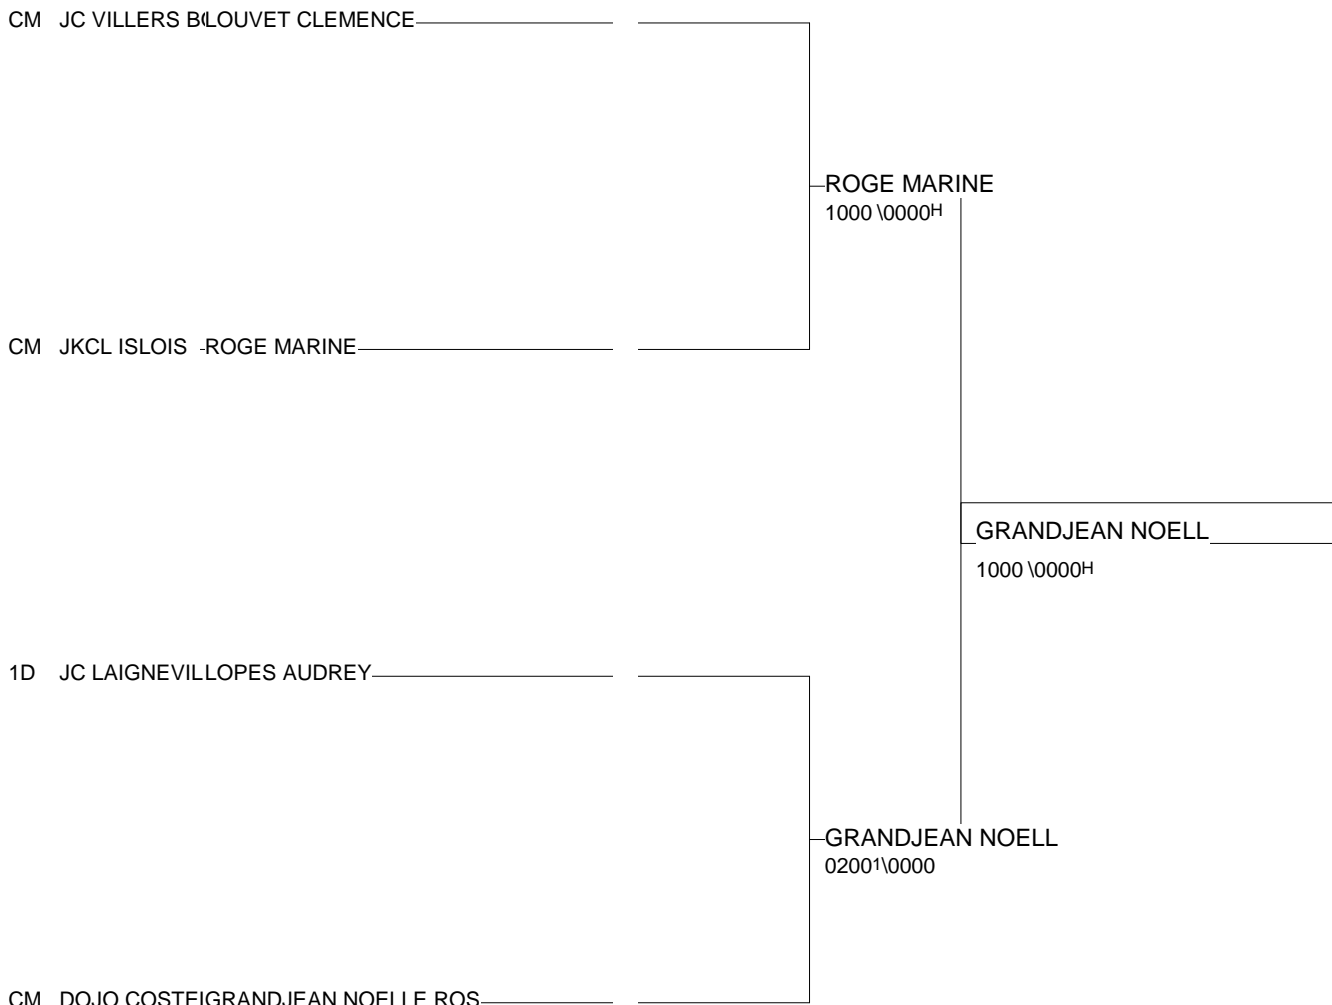 CM JC VILLERS B LOUVET CLEMENCE
ROGE MARINE
1000 \0000H
CM JKCL ISLOIS - ROGE MARINE
GRANDJEAN NOELL
1000 \0000H
1D JC LAIGNEVIL LOPES AUDREY
GRANDJEAN NOELL
02001\0000
CM DOJO COSTEI GRANDJEAN NOELLE ROS